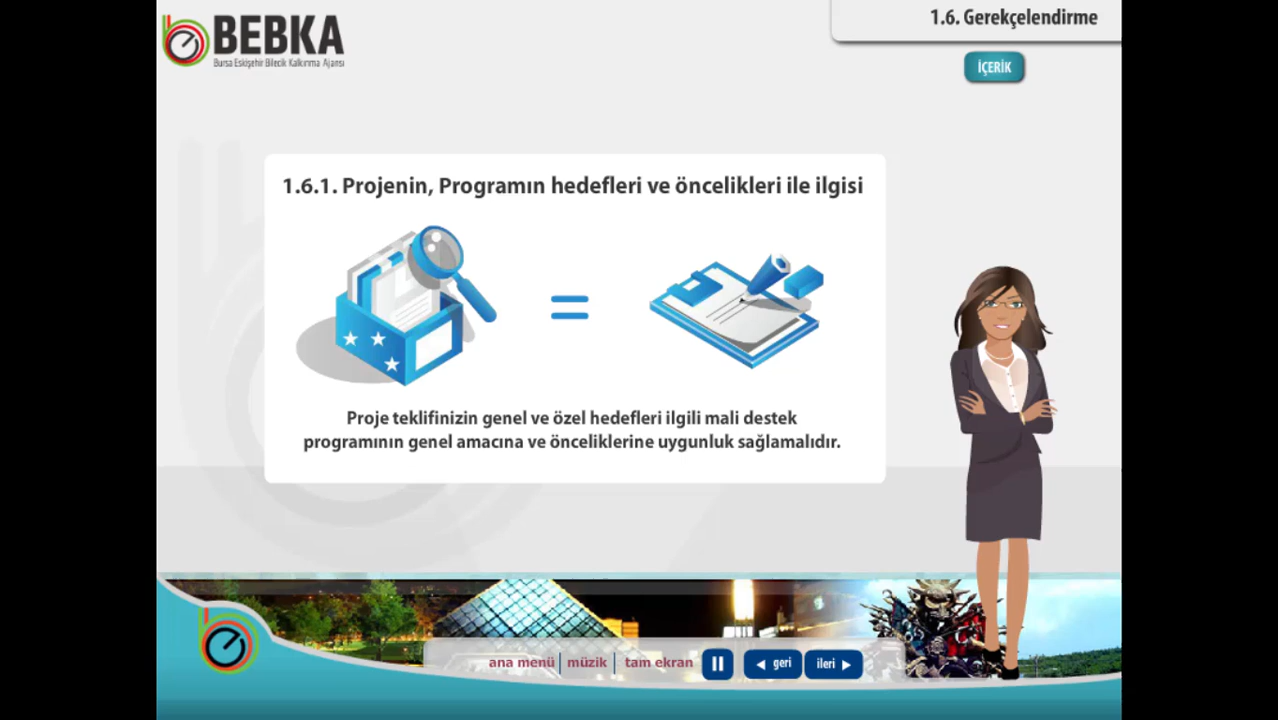 BEBKA
Bursa Eskişehir Bilecik Kalkınma Ajansı
1.6. Gerekçelendirme
İÇERİK
1.6.1. Projenin, Programın hedefleri ve öncelikleri ile ilgisi
Proje teklifinizin genel ve özel hedefleri ilgili mali destek
programının genel amacına ve önceliklerine uygunluk sağlamalıdır.
ana menü müzik tam ekran geri ileri